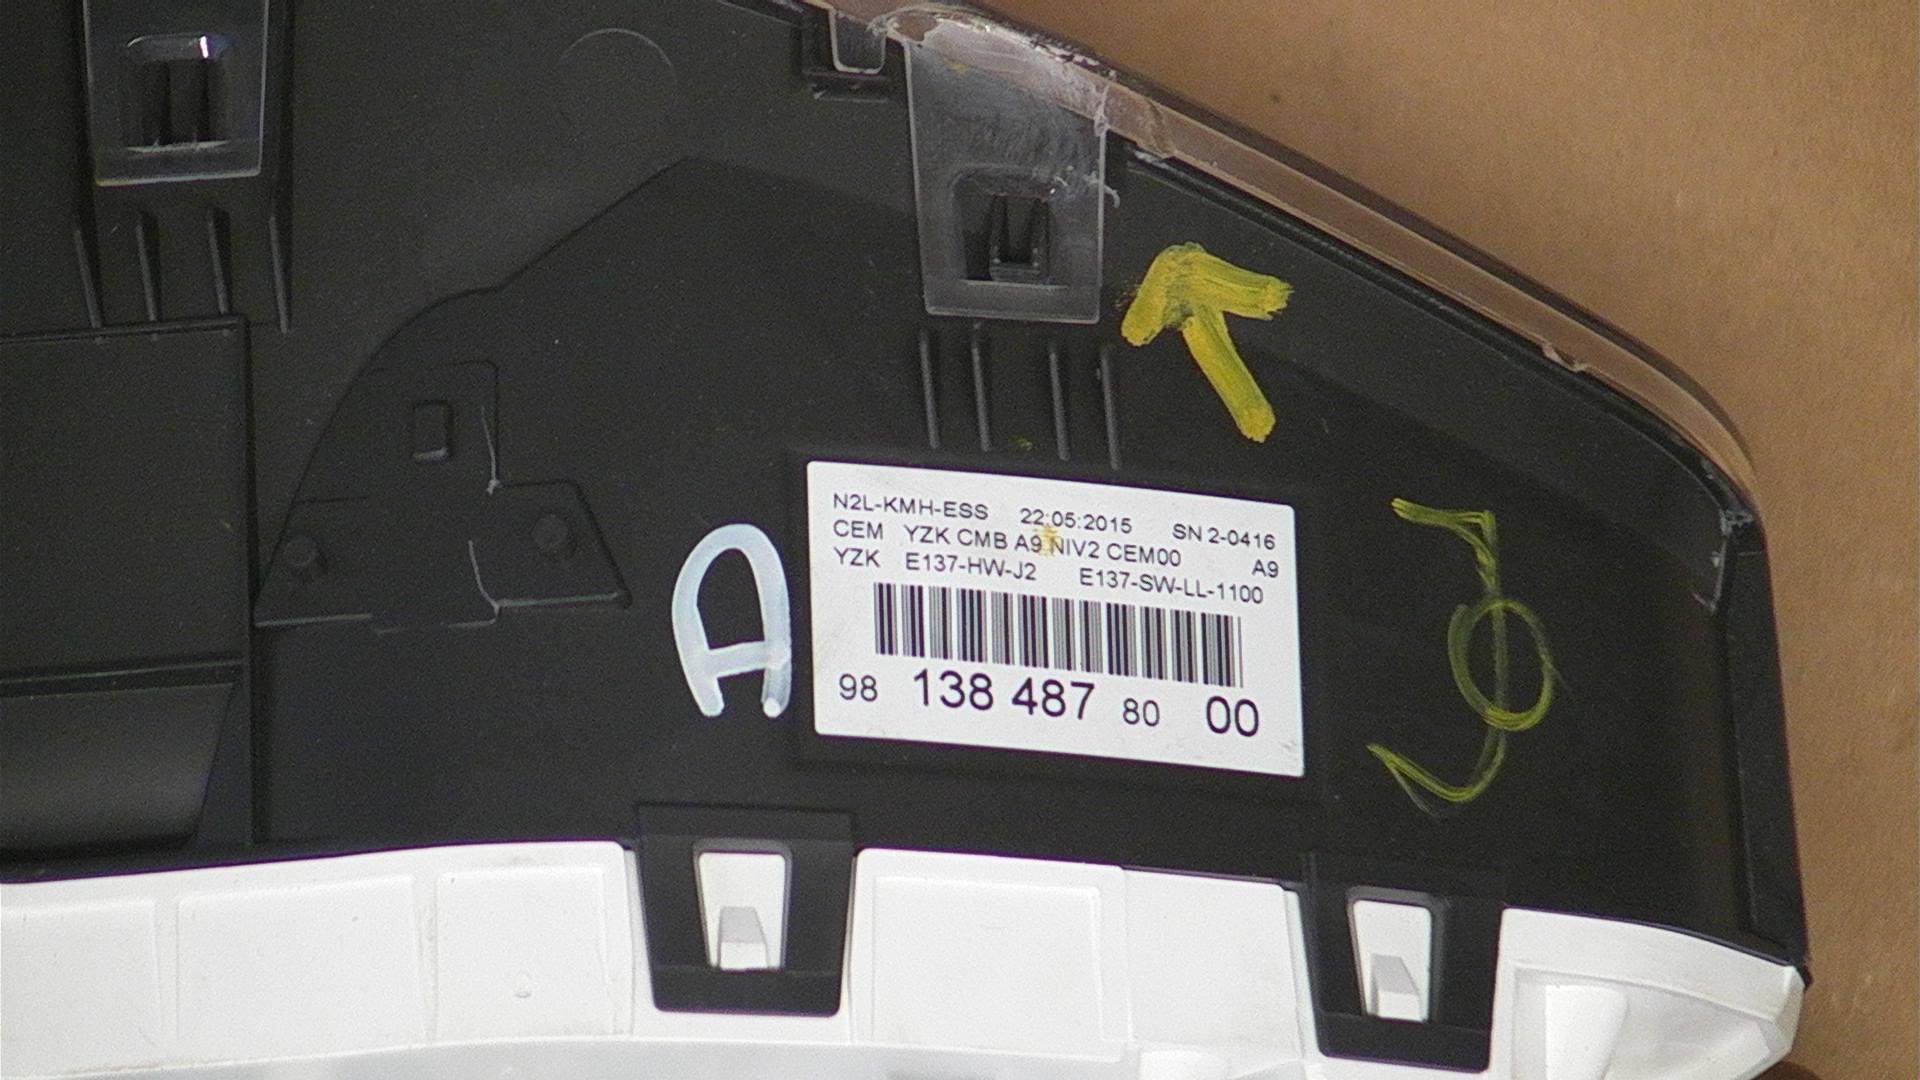 N2L-KMH-ESS 22:05:2015 SN 2-0416
CEM YZK CMB A9 NIV2 CEM00 A9
YZK E137-HW-J2 E137-SW-LL-1100
98 138 487 80 00
A